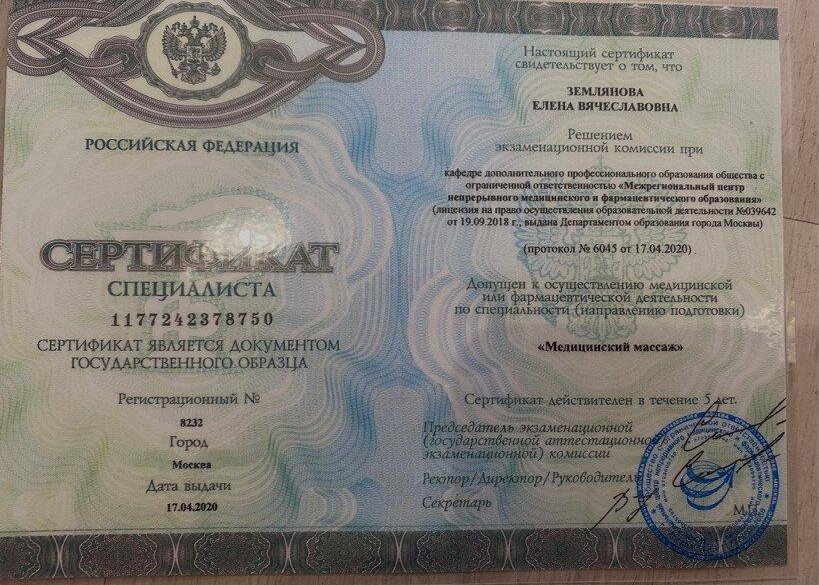 РОССИЙСКАЯ ФЕДЕРАЦИЯ
СЕРТИФИКАТ
СПЕЦИАЛИСТА
1177242378750
СЕРТИФИКАТ ЯВЛЯЕТСЯ ДОКУМЕНТОМ
ГОСУДАРСТВЕННОГО ОБРАЗЦА
Регистрационный №
8232
Город
Москва
Дата выдачи
17.04.2020
Настоящий сертификат
свидетельствует о том, что
ЗЕМЛЯНОВА
ЕЛЕНА ВЯЧЕСЛАВОВНА
Решением
экзаменационной комиссии при
кафедре дополнительного профессионального образования общества с
ограниченной ответственностью «Межрегиональный центр
непрерывного медицинского и фармацевтического образования»
(лицензия на право осуществления образовательной деятельности №039642
от 19.09.2018 г., выдана Департаментом образования города Москвы)
(протокол № 6045 от 17.04.2020) .
Допущен к осуществлению медицинской
или фармацевтической деятельности
по специальности (направлению подготовки)
«Медицинский массаж»
Сертификат действителен в течение 5 лет.
Председатель экзаменационной
(государственной аттестационной
экзаменационной) комиссии
Ректор/Директор/Руководитель
Секретарь
М.П.